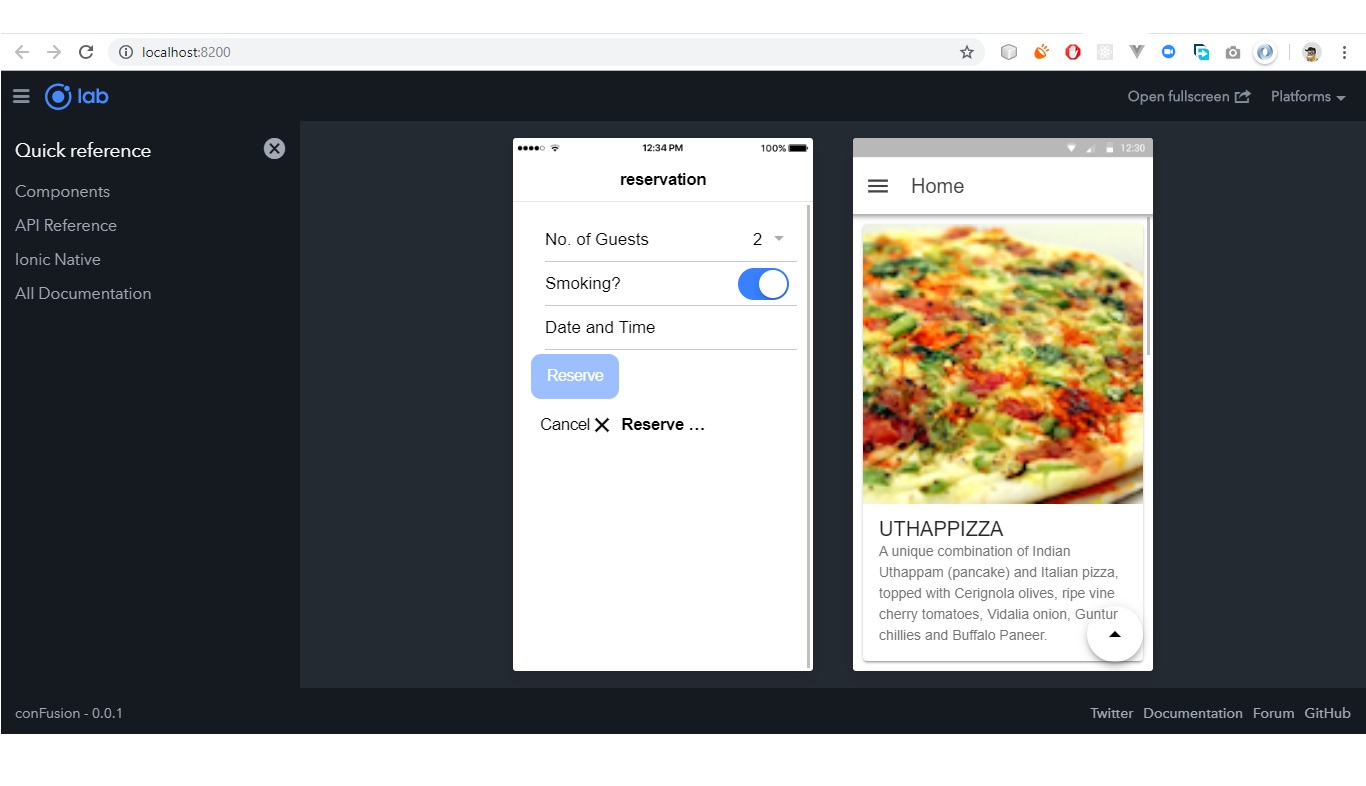 localhost:8200
lab
Open fullscreen
Platforms
Quick reference
Components
API Reference
Ionic Native
All Documentation
12:34 PM
100%
reservation
No. of Guests
2
Smoking?
Date and Time
Reserve
Cancel
Reserve ...
12:30
Home
UTHAPPIZZA
A unique combination of Indian
Uthappam (pancake) and Italian pizza,
topped with Cerignola olives, ripe vine
cherry tomatoes, Vidalia onion, Guntur
chillies and Buffalo Paneer.
conFusion - 0.0.1
Twitter Documentation Forum GitHub